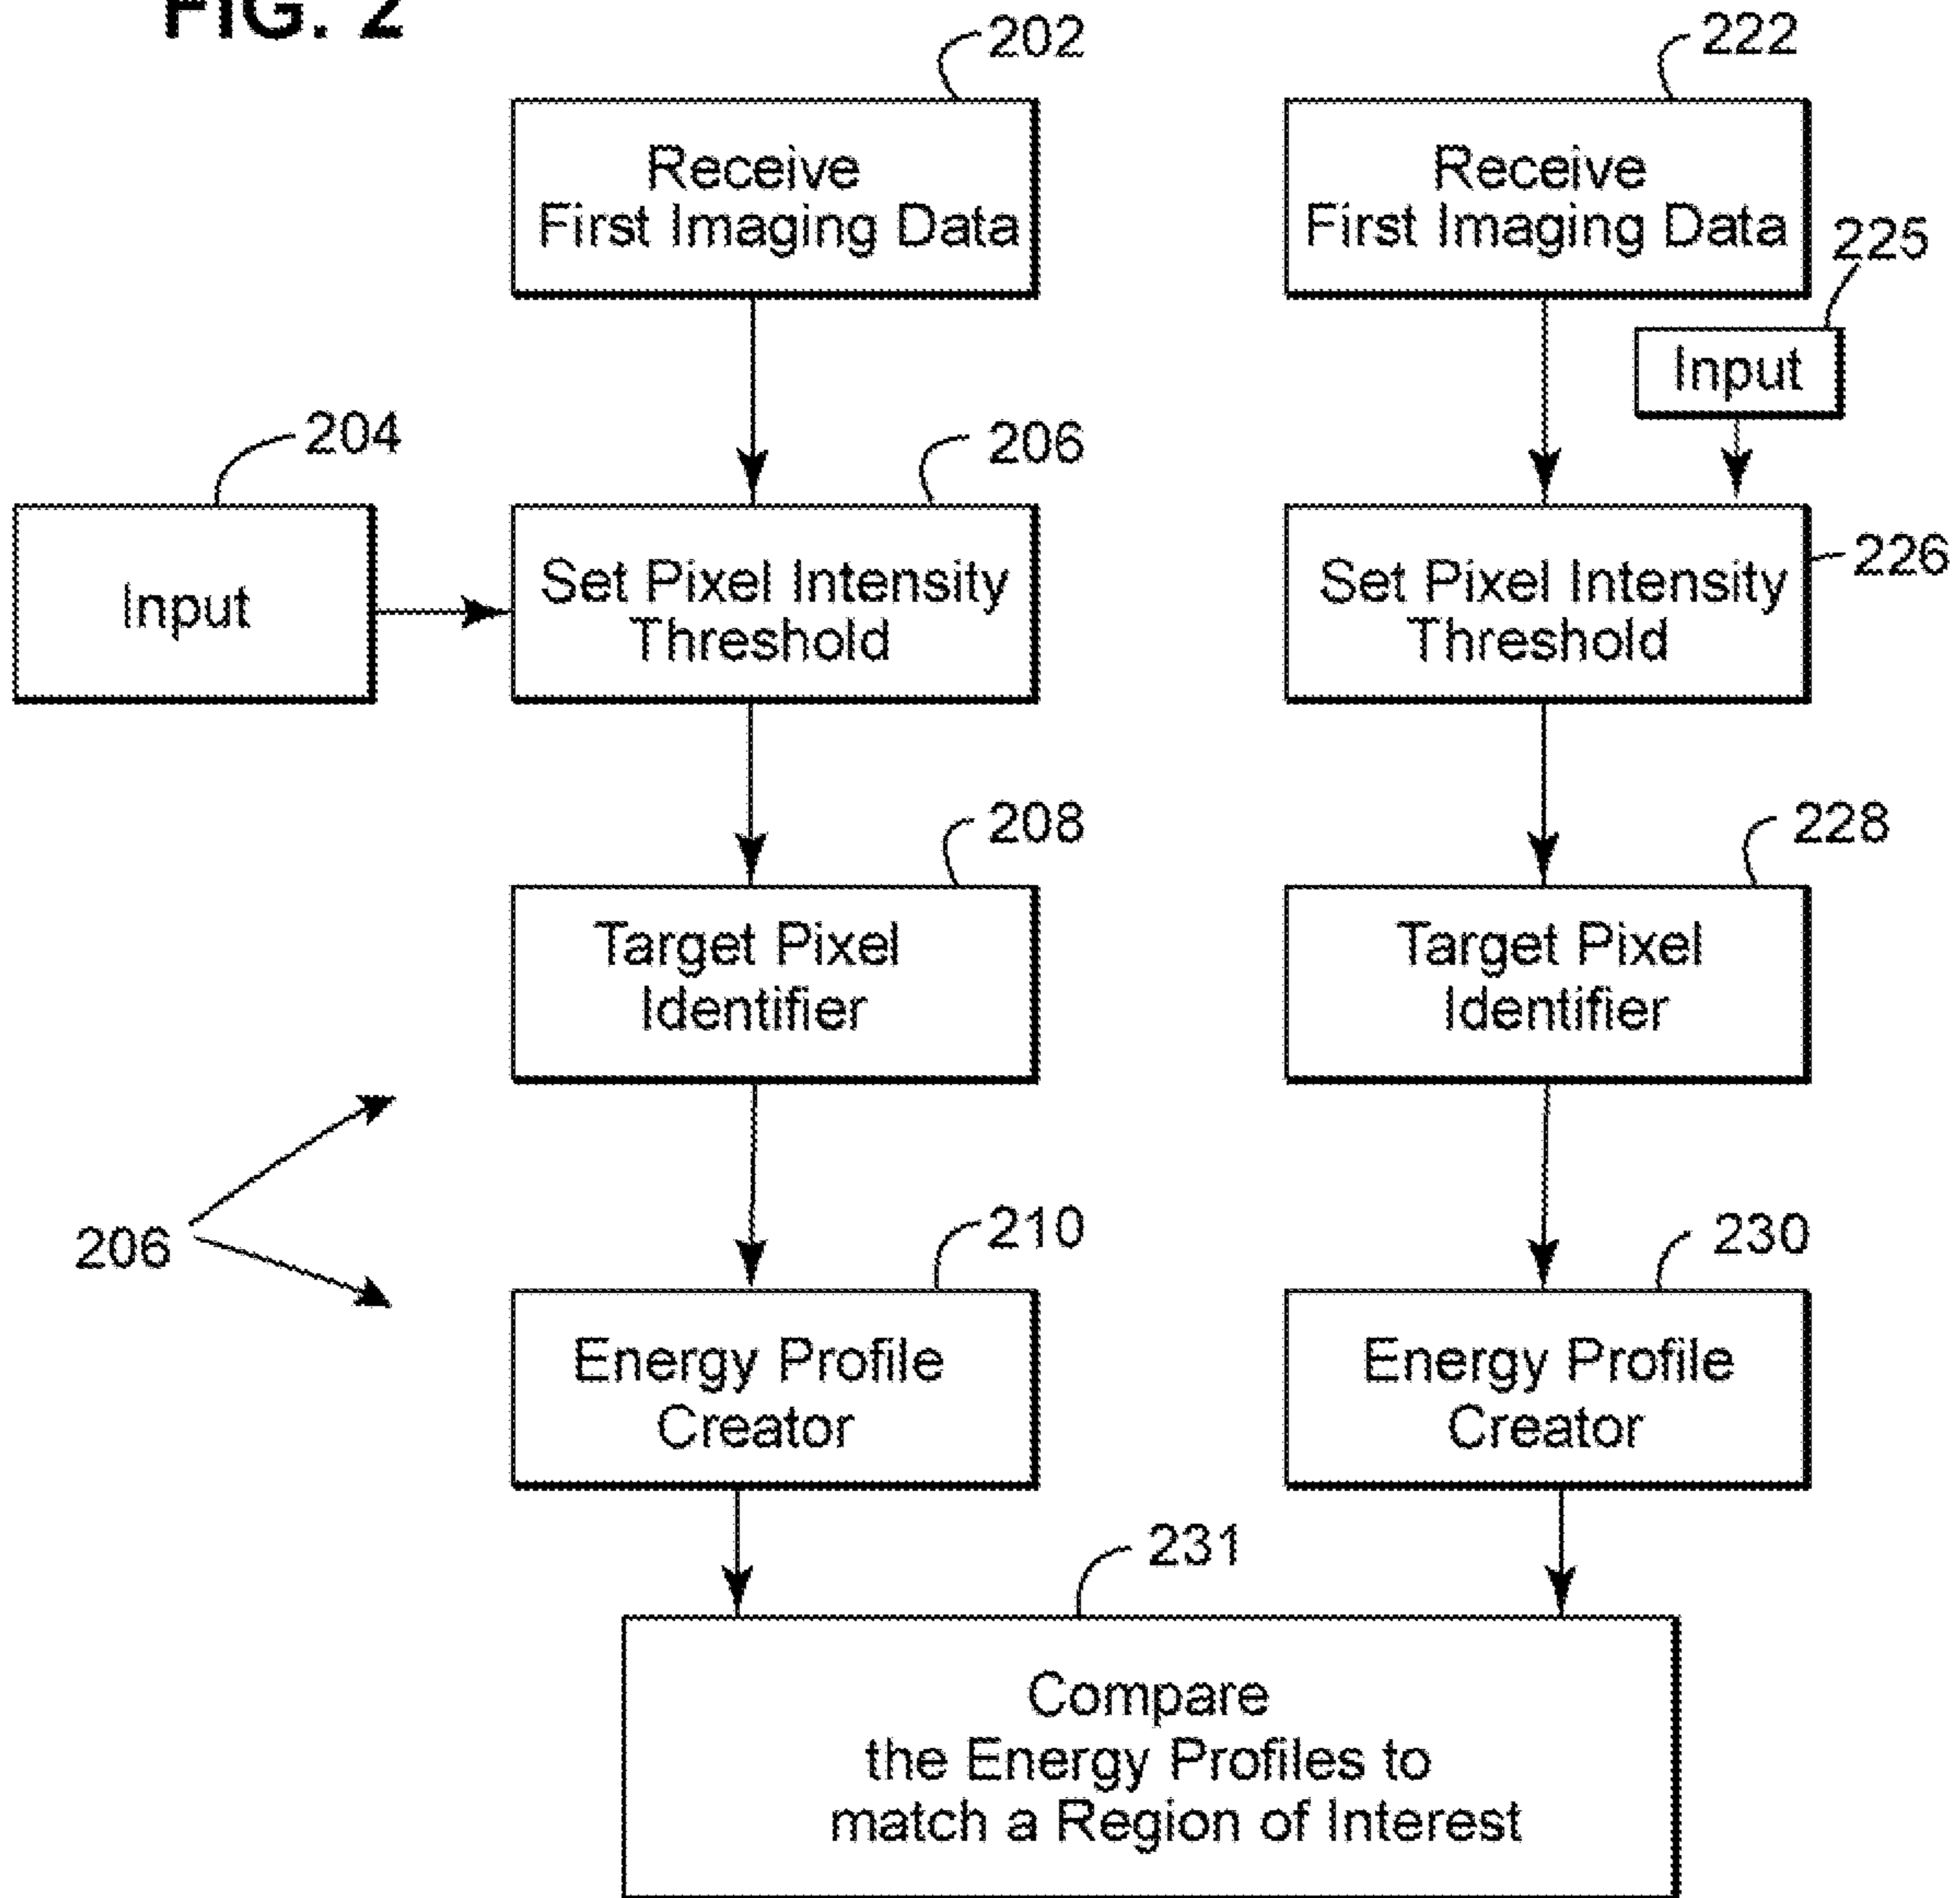 FIG. 2
202
222
Receive
First Imaging Data
Receive
First Imaging Data
225
Input
204
206
Input
Set Pixel Intensity
Threshold
Set Pixel Intensity
Threshold
226
208
228
Target Pixel
Identifier
Target Pixel
Identifier
206
210
230
Energy Profile
Creator
Energy Profile
Creator
231
Compare
the Energy Profiles to
match a Region of Interest